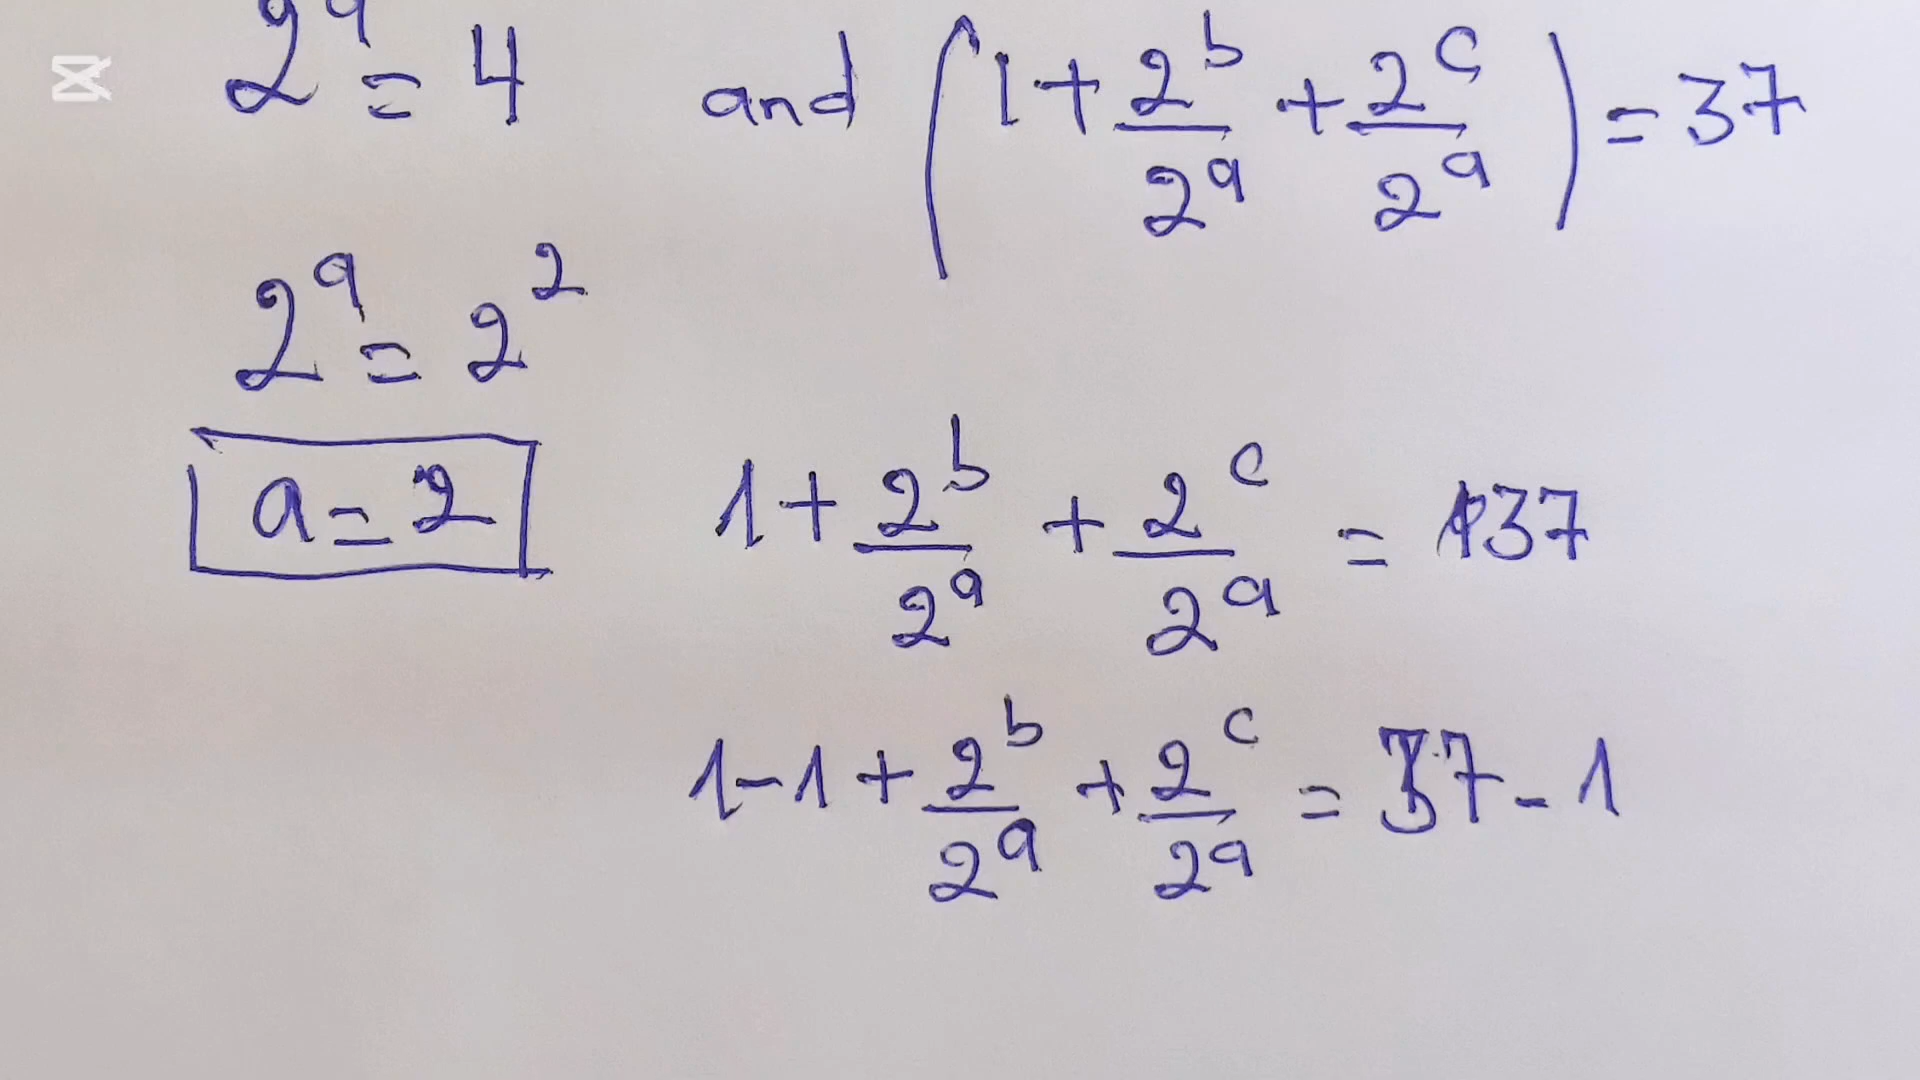 2^a = 4 and (1 + 2^b/2^a + 2^c/2^a) = 37
2^a = 2^2
a = 2
1 + 2^b/2^a + 2^c/2^a = 37
1 - 1 + 2^b/2^a + 2^c/2^a = 37 - 1